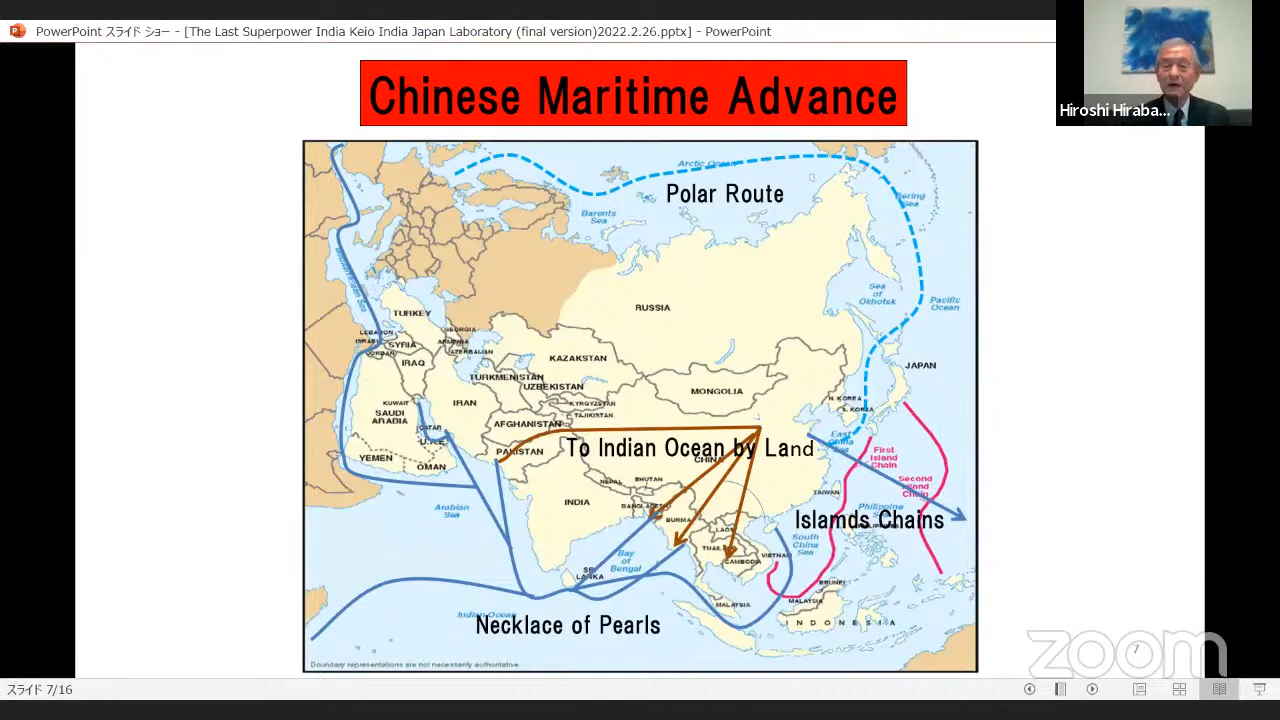 PowerPoint スライド ショー - [The Last Superpower India Keio India Japan Laboratory (final version)2022.2.26.pptx] - PowerPoint
Hiroshi Hiraba...
Chinese Maritime Advance
Arctic Ocean
Polar Route
Bering
Sea
Barents
Sea
Mediterranean Sea
Sea
of
Okhotsk
Pacific
Ocean
RUSSIA
TURKEY
GEORGIA
ARMENIA
AZERBAIJAN
LEBANON
ISRAEL
SYRIA
JORDAN
IRAQ
KAZAKSTAN
TURKMENISTAN
UZBEKISTAN
KYRGYZSTAN
TAJIKISTAN
MONGOLIA
JAPAN
N. KOREA
S. KOREA
KUWAIT
IRAN
SAUDI
ARABIA
QATAR
U.A.E
AFGHANISTAN
PAKISTAN
To Indian Ocean by Land
CHINA
East
China
Sea
First
Island
Chain
Second
Island
Chain
YEMEN
OMAN
NEPAL
BHUTAN
INDIA
BANGLADESH
BURMA
TAIWAN
Arabian
Sea
Philippine
Islamds Chains
LAOS
THAILAND
VIETNAM
CAMBODIA
South
China
Sea
Bay
of
Bengal
SRI
LANKA
BRUNEI
MALAYSIA
MALAYSIA
INDONESIA
Indian Ocean
Necklace of Pearls
Boundary representations are not necessarily authoritative.
7
zoom
スライド 7/16